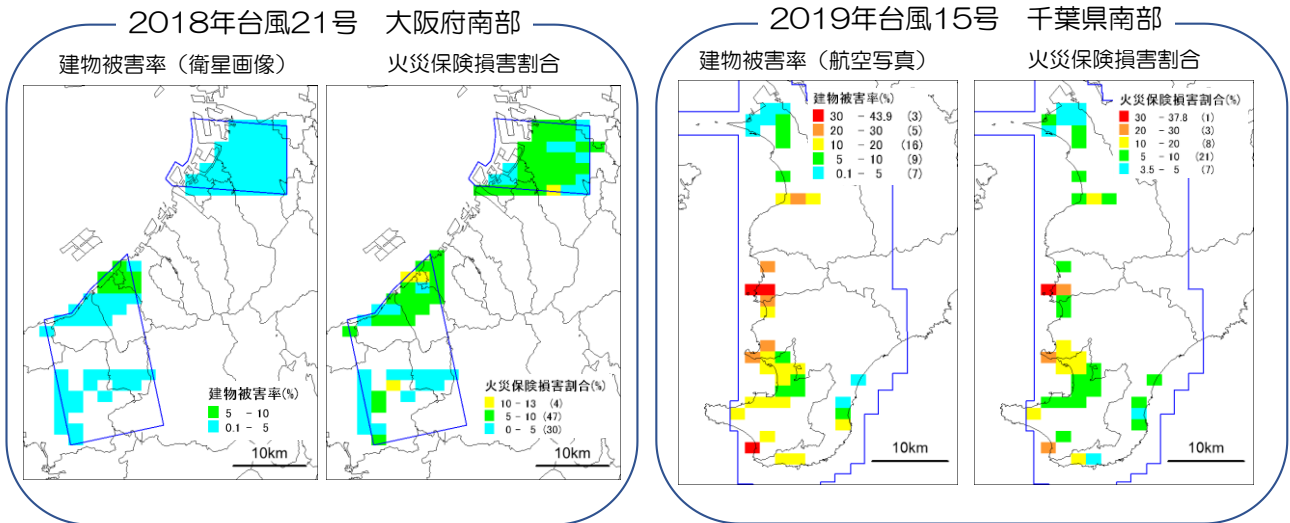 2018年台風21号 大阪府南部
建物被害率（衛星画像）
火災保険損害割合
建物被害率(%)
5 - 10
0.1 - 5
10km
火災保険損害割合(%)
10 - 13 (4)
5 - 10 (47)
0 - 5 (30)
10km
2019年台風15号 千葉県南部
建物被害率（航空写真）
火災保険損害割合
建物被害率(%)
30 - 43.9 (3)
20 - 30 (5)
10 - 20 (16)
5 - 10 (9)
0.1 - 5 (7)
10km
火災保険損害割合(%)
30 - 37.8 (1)
20 - 30 (3)
10 - 20 (8)
5 - 10 (21)
3.5 - 5 (7)
10km